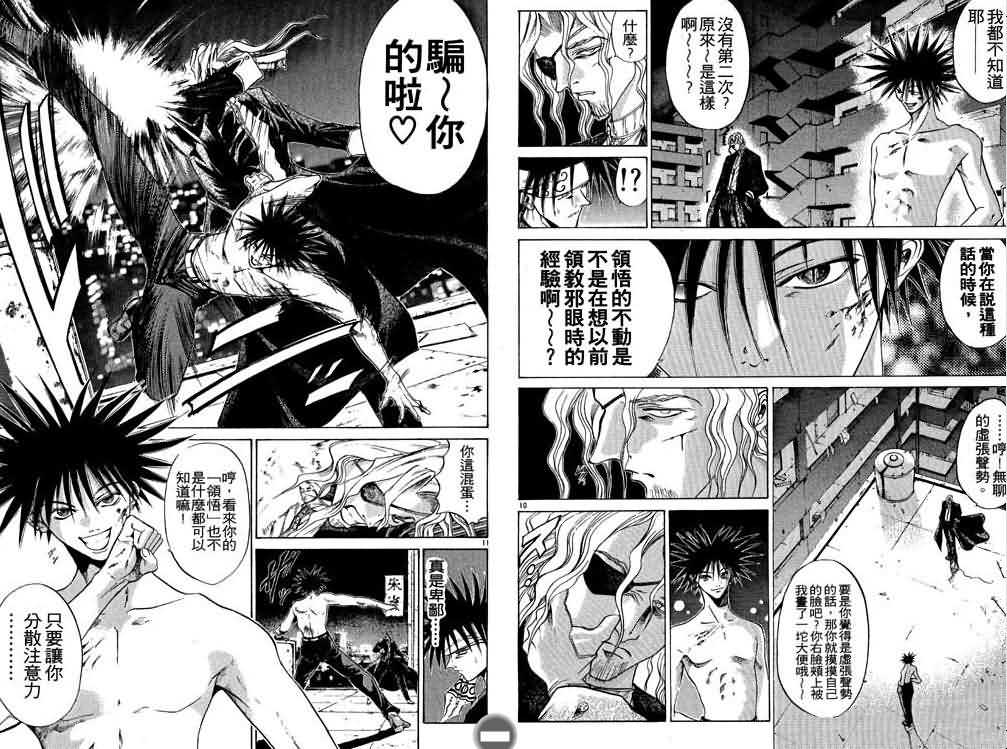 我都不知道
耶——
沒有第二次？
原來～是這樣
啊～～～～？
什麼？
!?
當你在說這種
話的時候，
領悟的不動是
不是在想以前
領教邪眼時的
經驗啊～～？
……哼—無聊
的虛張聲勢。
要是你覺得是虛張聲勢
的話，那你就摸摸自己
的臉吧？你右臉頰上被
我畫了一坨大便哦～～
10
騙～你
的啦♡
你這混蛋…
哼，看來你的
「領悟」也不
是什麼都可以
知道嘛！
11
真是卑鄙……
只要讓你
分散注意力
………………